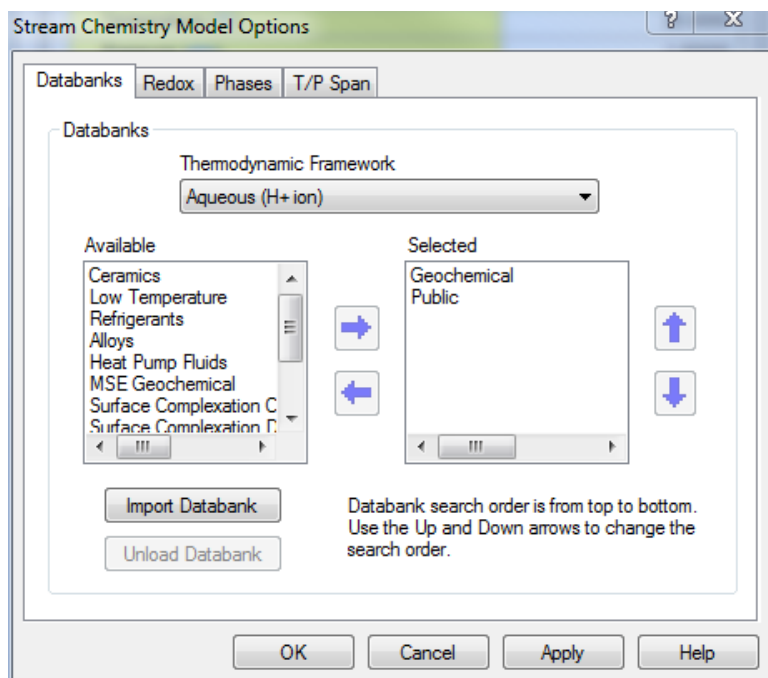 Stream Chemistry Model Options
?
X
Databanks Redox Phases T/P Span
Databanks
Thermodynamic Framework
Aqueous (H+ ion)
Available
Ceramics
Low Temperature
Refrigerants
Alloys
Heat Pump Fluids
MSE Geochemical
Surface Complexation C
Surface Complexation D
Selected
Geochemical
Public
Import Databank
Unload Databank
Databank search order is from top to bottom.
Use the Up and Down arrows to change the
search order.
OK Cancel Apply Help